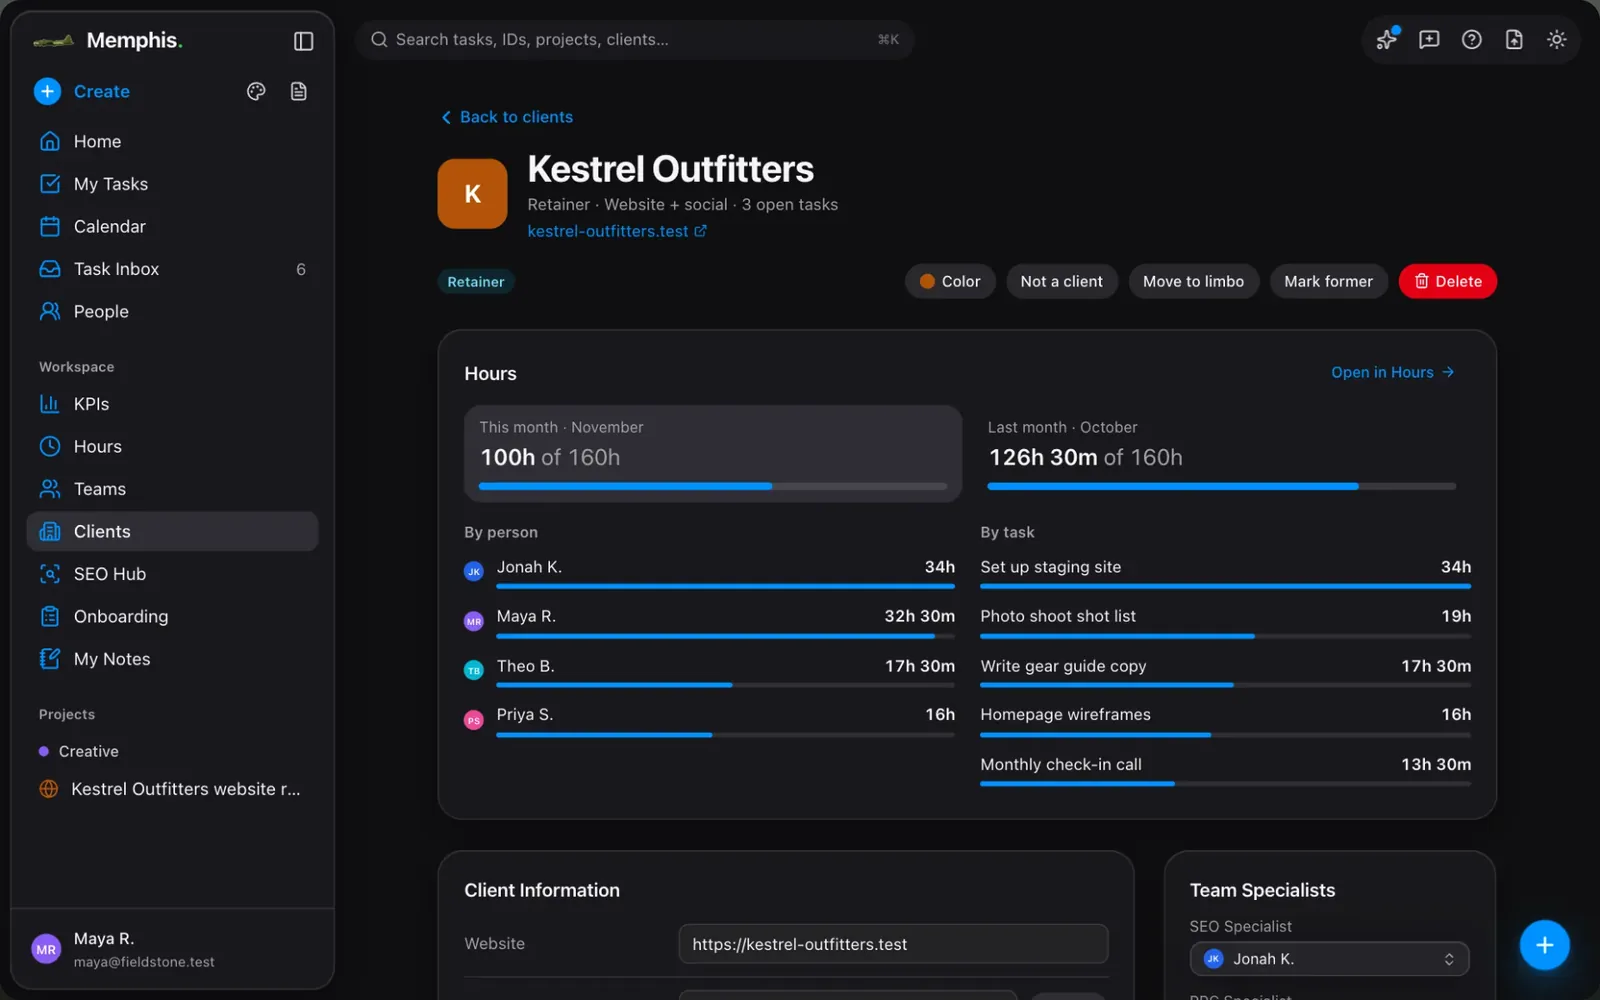 Memphis.
Search tasks, IDs, projects, clients...
⌘K
Create
Home
My Tasks
Calendar
Task Inbox
6
People
Workspace
KPIs
Hours
Teams
Clients
SEO Hub
Onboarding
My Notes
Projects
Creative
Kestrel Outfitters website r...
MR
Maya R.
maya@fieldstone.test
Back to clients
K
Kestrel Outfitters
Retainer · Website + social · 3 open tasks
kestrel-outfitters.test
Retainer
Color
Not a client
Move to limbo
Mark former
Delete
Hours
Open in Hours →
This month · November
100h of 160h
Last month · October
126h 30m of 160h
By person
JK Jonah K. 34h
MR Maya R. 32h 30m
TB Theo B. 17h 30m
PS Priya S. 16h
By task
Set up staging site 34h
Photo shoot shot list 19h
Write gear guide copy 17h 30m
Homepage wireframes 16h
Monthly check-in call 13h 30m
Client Information
Website
https://kestrel-outfitters.test
Team Specialists
SEO Specialist
JK Jonah K.